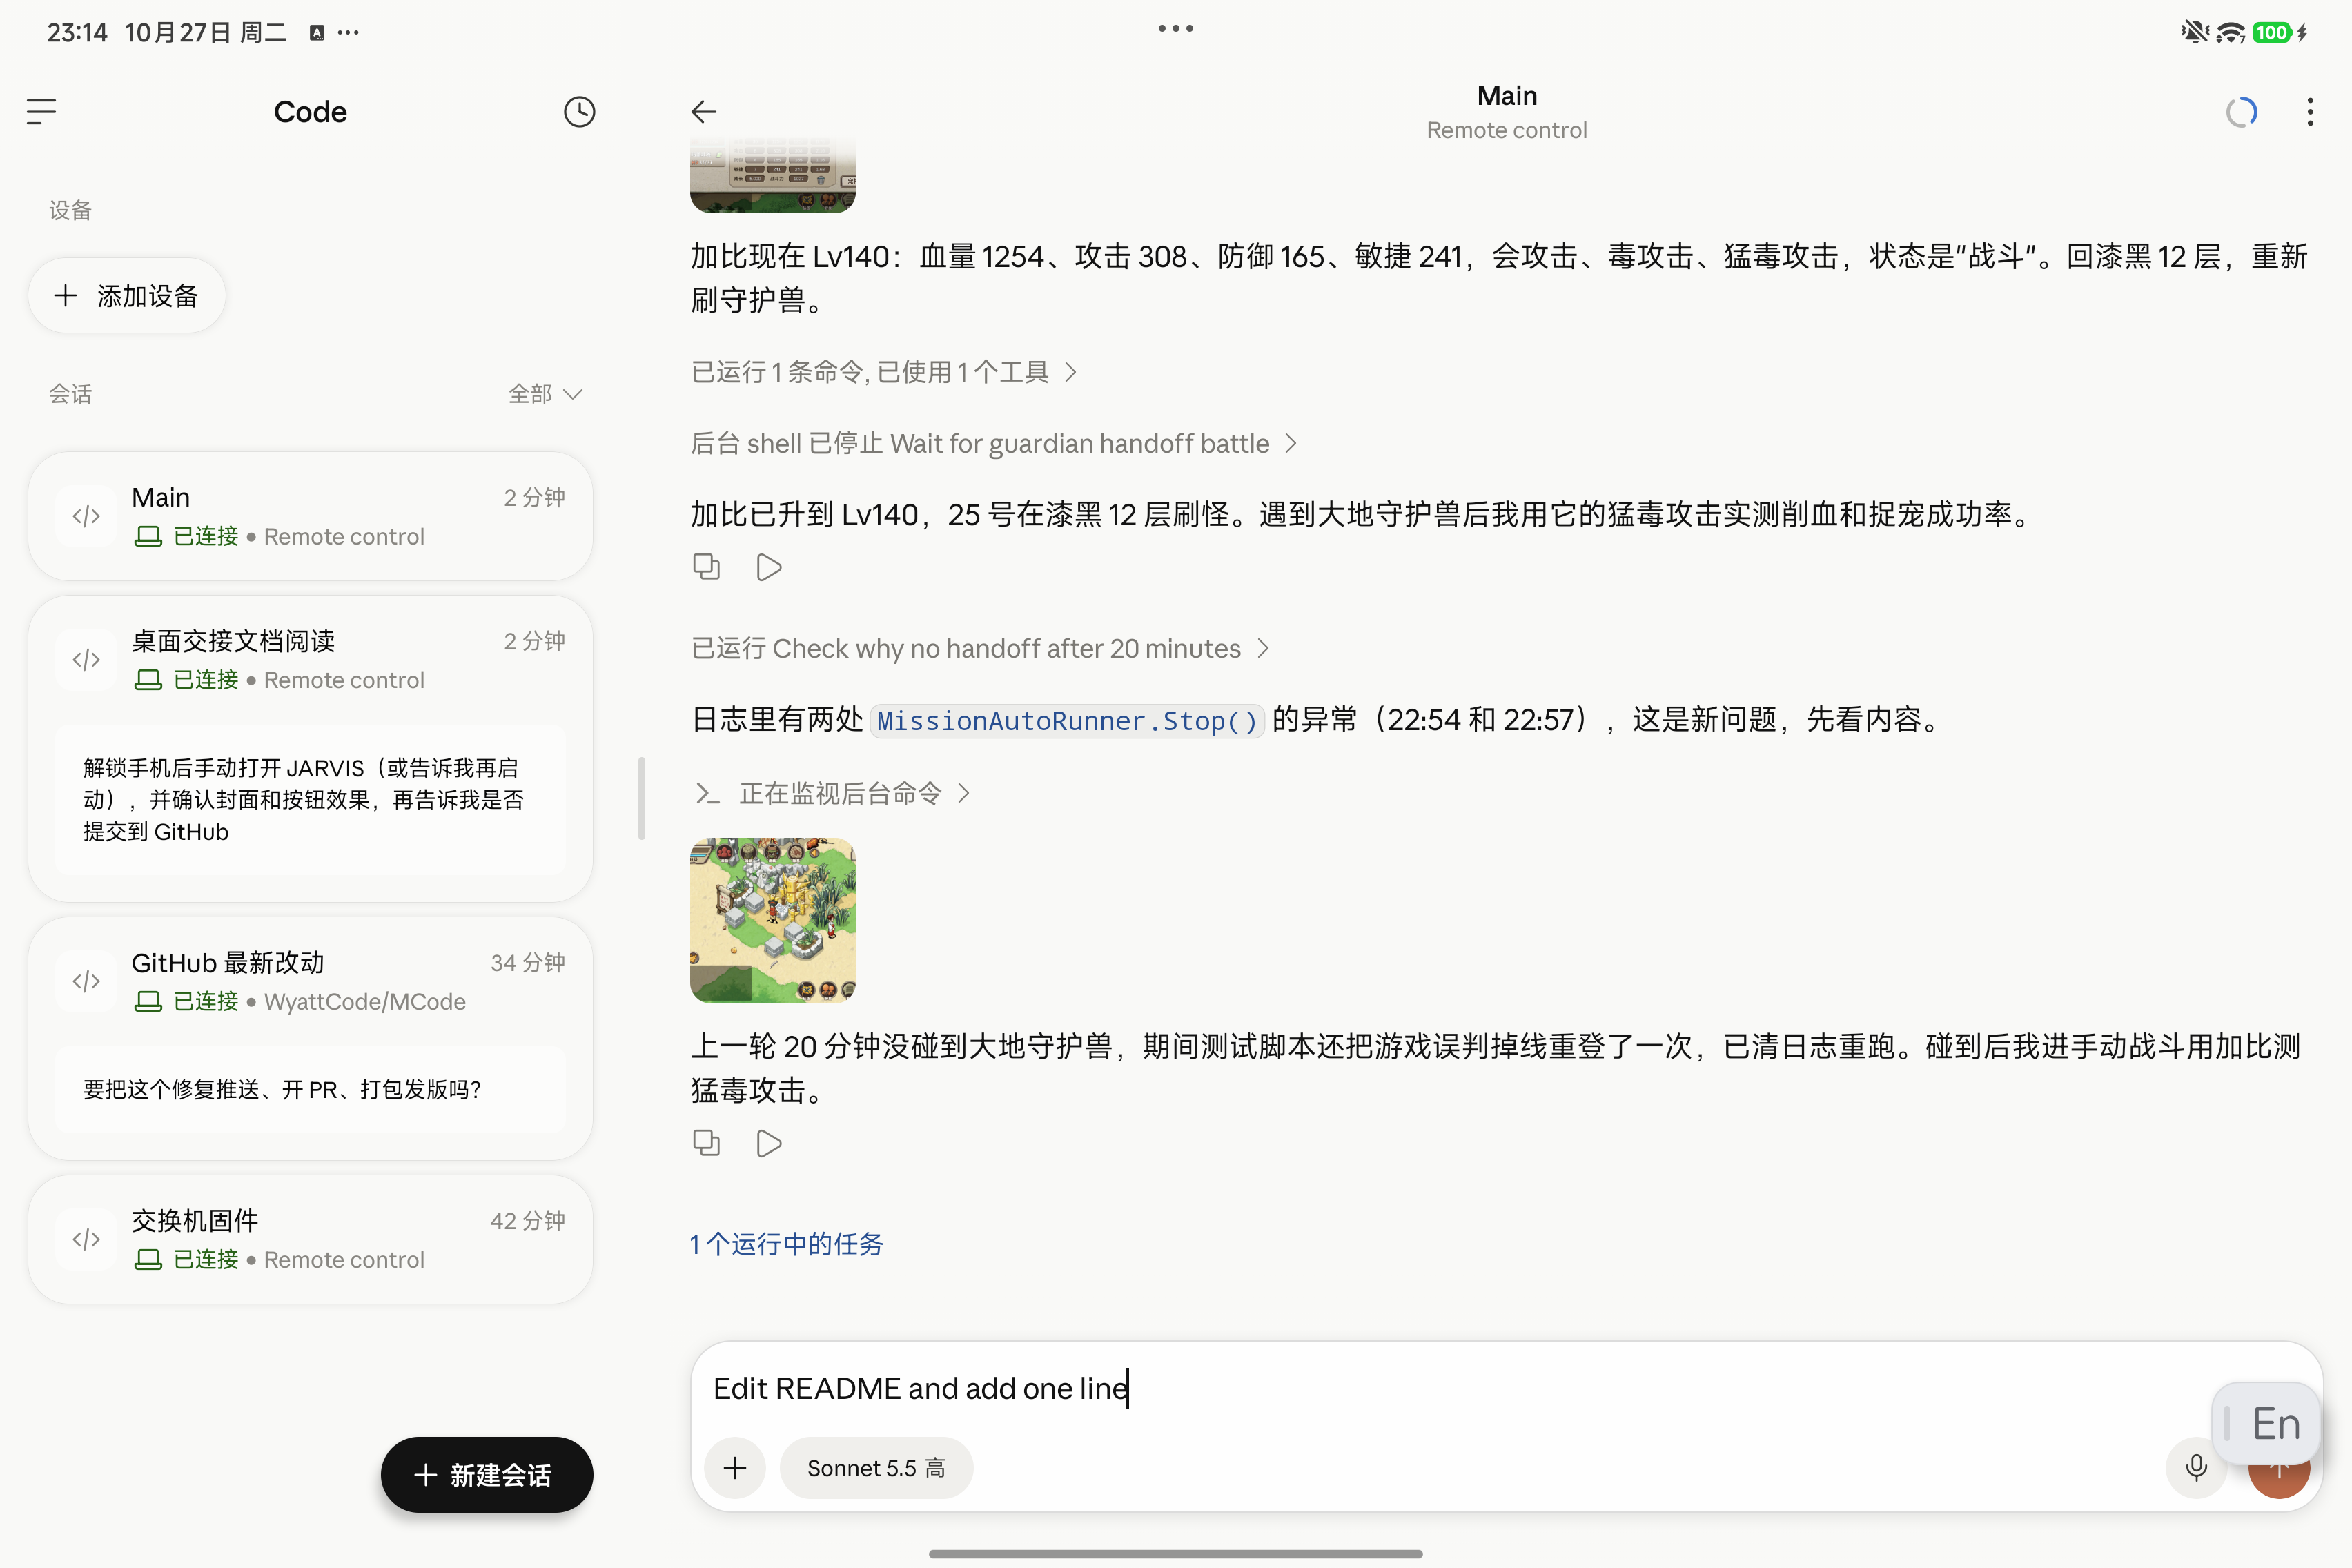 23:14 10月27日 周二 A ···
100
Code
设备
添加设备
会话
全部
Main
2 分钟
已连接 • Remote control
桌面交接文档阅读
2 分钟
已连接 • Remote control
解锁手机后手动打开 JARVIS（或告诉我再启
动），并确认封面和按钮效果，再告诉我是否
提交到 GitHub
GitHub 最新改动
34 分钟
已连接 • WyattCode/MCode
要把这个修复推送、开 PR、打包发版吗？
交换机固件
42 分钟
已连接 • Remote control
新建会话
Main
Remote control
加比现在 Lv140：血量 1254、攻击 308、防御 165、敏捷 241，会攻击、毒攻击、猛毒攻击，状态是"战斗"。回漆黑 12 层，重新
刷守护兽。
已运行 1 条命令, 已使用 1 个工具
后台 shell 已停止 Wait for guardian handoff battle
加比已升到 Lv140，25 号在漆黑 12 层刷怪。遇到大地守护兽后我用它的猛毒攻击实测削血和捉宠成功率。
已运行 Check why no handoff after 20 minutes
日志里有两处 MissionAutoRunner.Stop() 的异常（22:54 和 22:57），这是新问题，先看内容。
正在监视后台命令
上一轮 20 分钟没碰到大地守护兽，期间测试脚本还把游戏误判掉线重登了一次，已清日志重跑。碰到后我进手动战斗用加比测
猛毒攻击。
1 个运行中的任务
Edit README and add one line
Sonnet 5.5 高
En